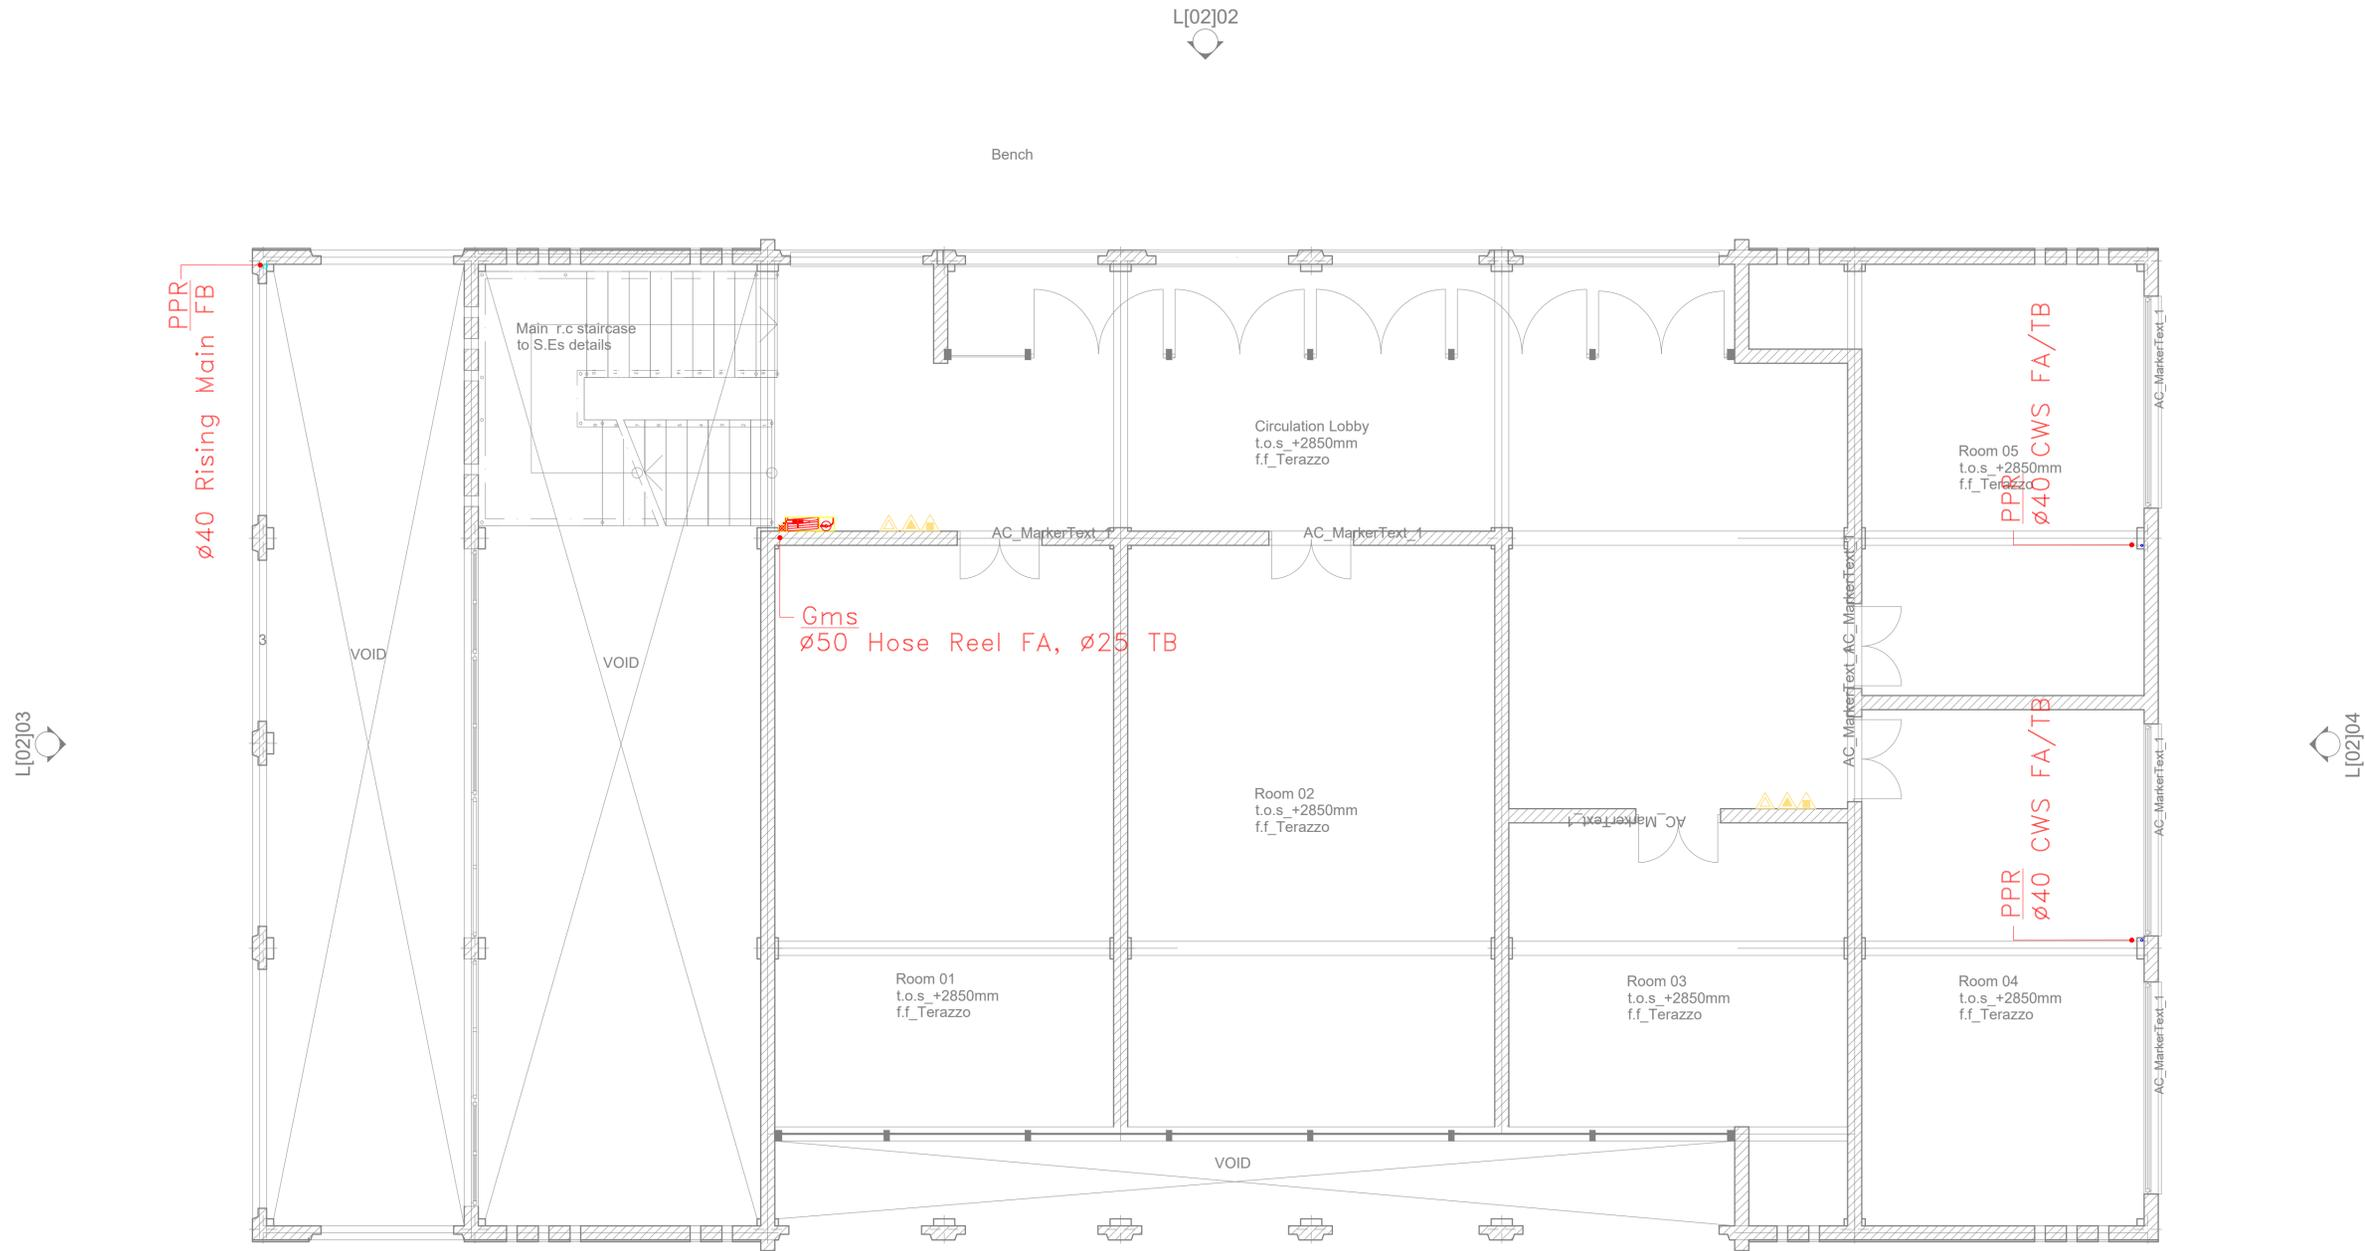 L[02]02
Bench
PPR
ø40 Rising Main FB
Main r.c staircase
to S.Es details
Circulation Lobby
t.o.s_+2850mm
f.f_Terazzo
Room 05
t.o.s_+2850mm
f.f_Terazzo
PPR
ø40 CWS FA/TB
AC_MarkerText_1
AC_MarkerText_1
AC_MarkerText_1
Gms
ø50 Hose Reel FA, ø25 TB
3
VOID
VOID
AC_MarkerText_1
AC_MarkerText_1
L[02]03
L[02]04
Room 02
t.o.s_+2850mm
f.f_Terazzo
AC_MarkerText_1
PPR
ø40 CWS FA/TB
AC_MarkerText_1
Room 01
t.o.s_+2850mm
f.f_Terazzo
Room 03
t.o.s_+2850mm
f.f_Terazzo
Room 04
t.o.s_+2850mm
f.f_Terazzo
AC_MarkerText_1
VOID